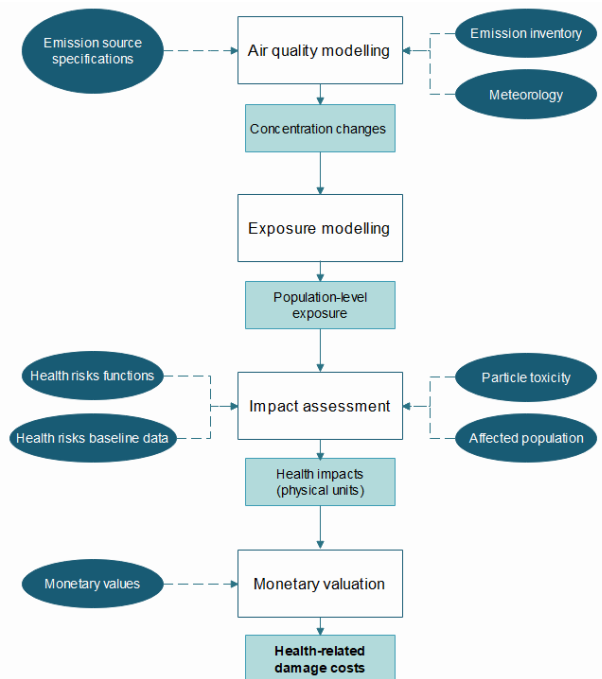 Emission source
specifications
Air quality modelling
Emission inventory
Meteorology
Concentration changes
Exposure modelling
Population-level
exposure
Health risks functions
Health risks baseline data
Impact assessment
Particle toxicity
Affected population
Health impacts
(physical units)
Monetary values
Monetary valuation
Health-related
damage costs